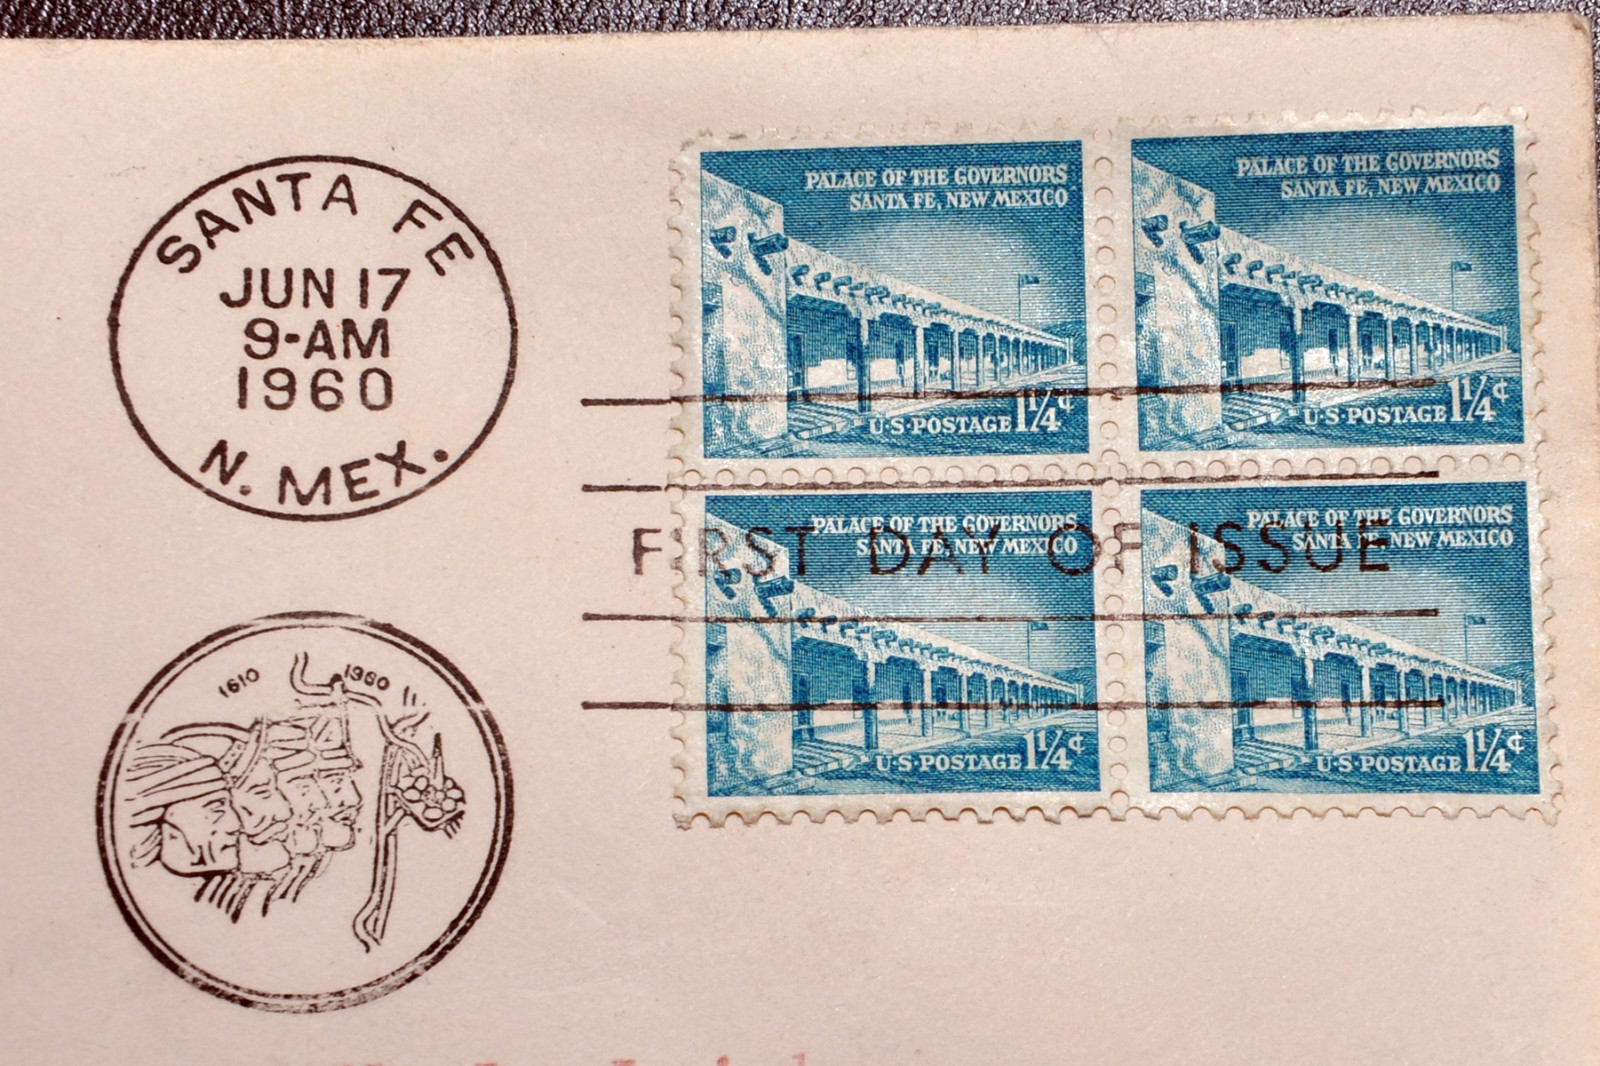 SANTA FE
JUN 17
9-AM
1960
N. MEX.
1610 1960
PALACE OF THE GOVERNORS
SANTA FE, NEW MEXICO
U·S·POSTAGE 1¼¢
PALACE OF THE GOVERNORS
SANTA FE, NEW MEXICO
U·S·POSTAGE 1¼¢
FIRST DAY OF ISSUE
PALACE OF THE GOVERNORS
SANTA FE, NEW MEXICO
U·S·POSTAGE 1¼¢
PALACE OF THE GOVERNORS
SANTA FE, NEW MEXICO
U·S·POSTAGE 1¼¢